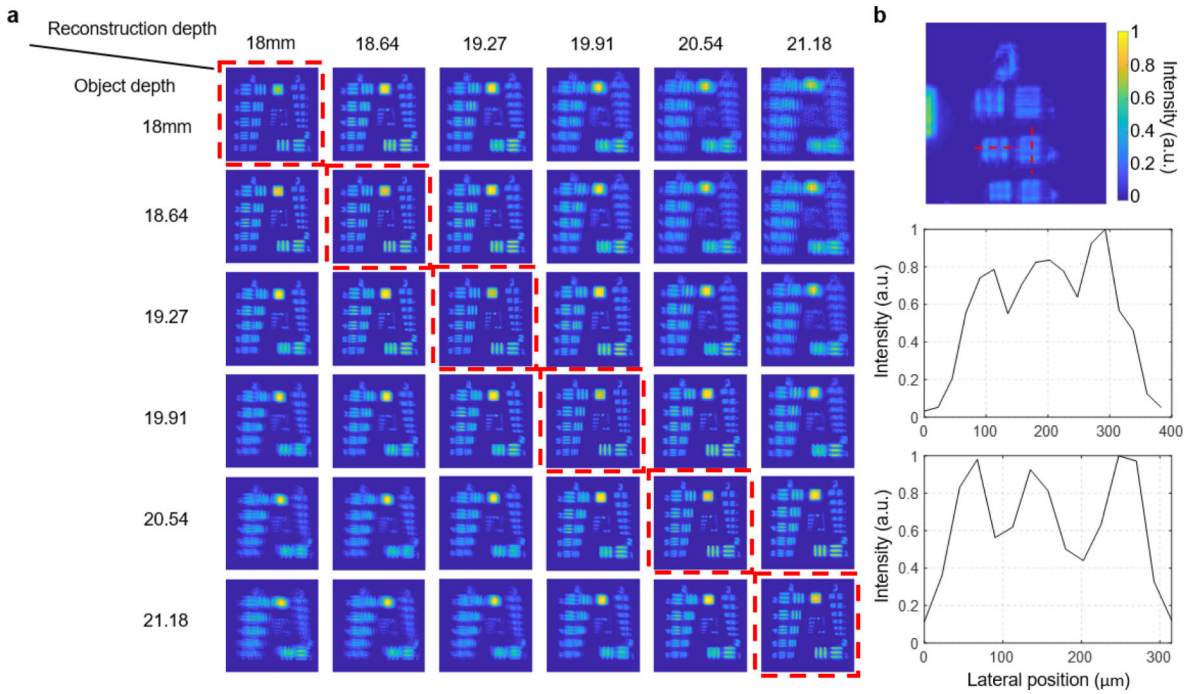 a
Reconstruction depth
Object depth
18mm 18.64 19.27 19.91 20.54 21.18
18mm
18.64
19.27
19.91
20.54
21.18
b
1
0.8
0.6
0.4
0.2
0
Intensity (a.u.)
1
0.8
0.6
0.4
0.2
0
Intensity (a.u.)
0 100 200 300 400
1
0.8
0.6
0.4
0.2
0
Intensity (a.u.)
0 100 200 300
Lateral position (μm)